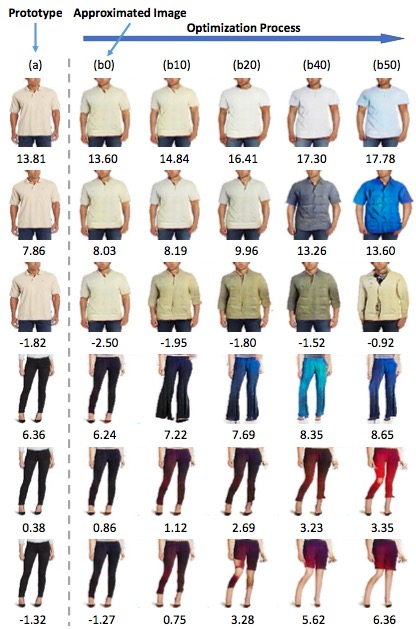 Prototype Approximated Image
Optimization Process
(a) (b0) (b10) (b20) (b40) (b50)
13.81 13.60 14.84 16.41 17.30 17.78
7.86 8.03 8.19 9.96 13.26 13.60
-1.82 -2.50 -1.95 -1.80 -1.52 -0.92
6.36 6.24 7.22 7.69 8.35 8.65
0.38 0.86 1.12 2.69 3.23 3.35
-1.32 -1.27 0.75 3.28 5.62 6.36